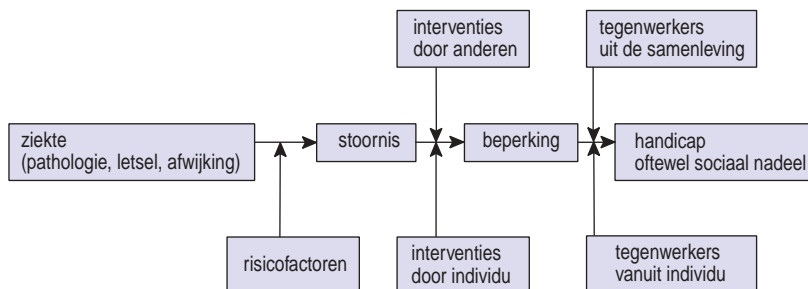 interventies
door anderen
tegenwerkers
uit de samenleving
ziekte
(pathologie, letsel, afwijking)
stoornis
beperking
handicap
oftewel sociaal nadeel
risicofactoren
interventies
door individu
tegenwerkers
vanuit individu